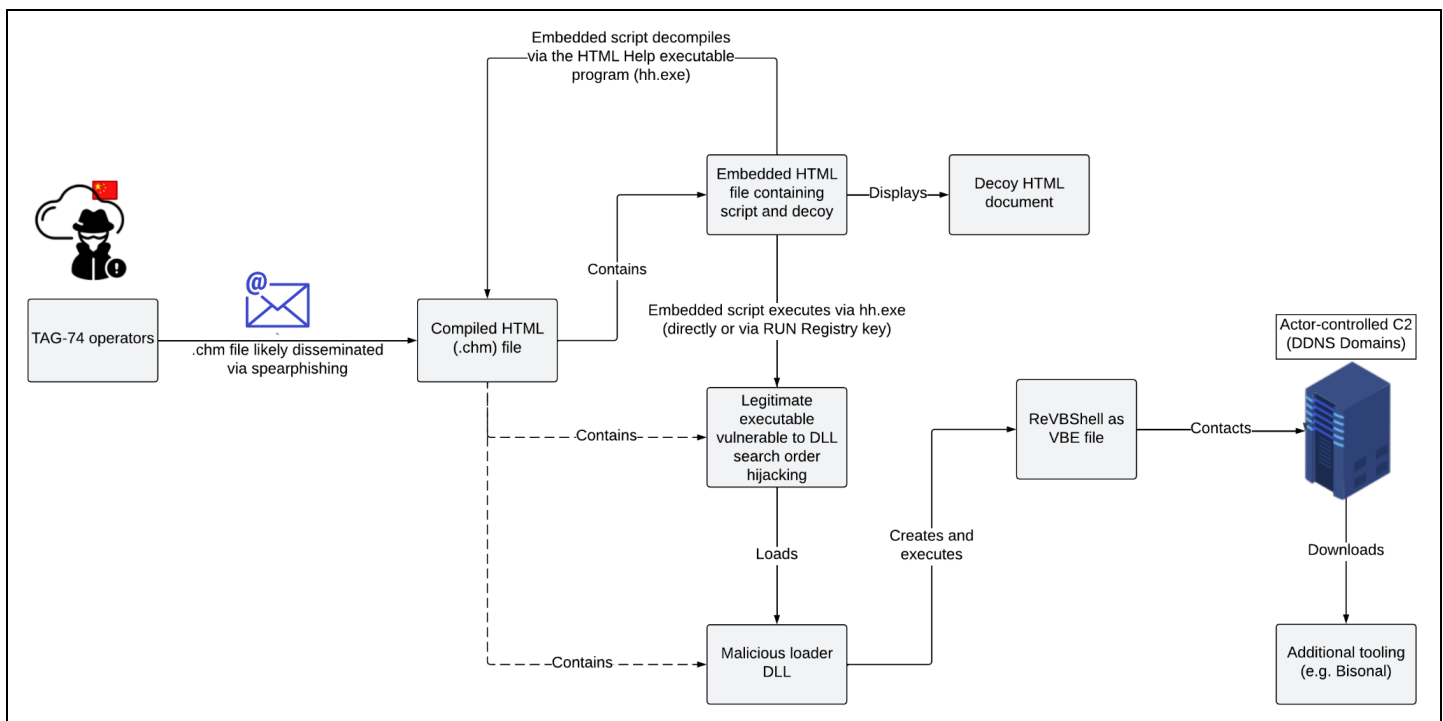 Embedded script decompiles
via the HTML Help executable
program (hh.exe)
Embedded HTML
file containing
script and decoy
Displays
Decoy HTML
document
Contains
@
TAG-74 operators
.chm file likely disseminated
via spearphishing
Compiled HTML
(.chm) file
Embedded script executes via hh.exe
(directly or via RUN Registry key)
Actor-controlled C2
(DDNS Domains)
Legitimate
executable
vulnerable to DLL
search order
hijacking
Contains
ReVBShell as
VBE file
Contacts
Loads
Creates and
executes
Downloads
Contains
Malicious loader
DLL
Additional tooling
(e.g. Bisonal)